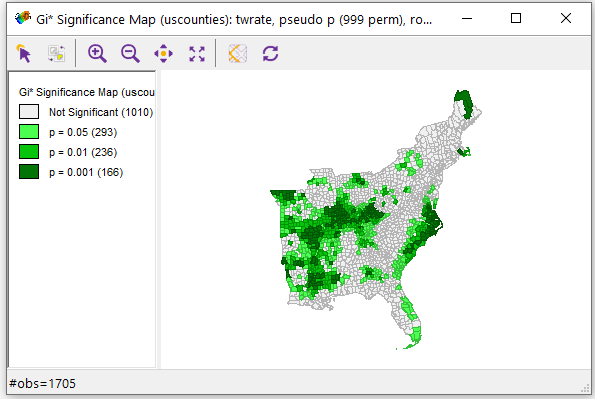 Gi* Significance Map (uscounties): twrate, pseudo p (999 perm), ro...
Gi* Significance Map (uscou
Not Significant (1010)
p = 0.05 (293)
p = 0.01 (236)
p = 0.001 (166)
#obs=1705